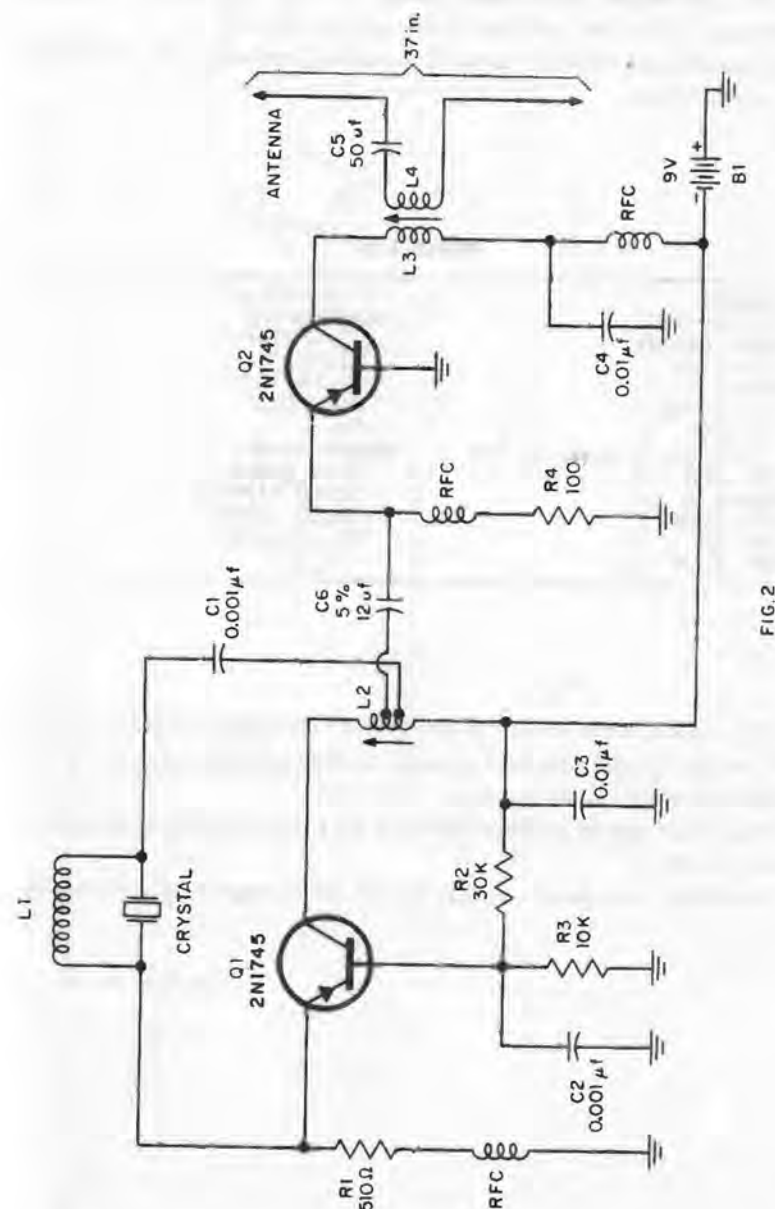 L1
CRYSTAL
C1
0.001μf
Q1
2N1745
R1
510Ω
RFC
C2
0.001μf
R3
10K
R2
30K
C3
0.01μf
L2
C6
5%
12uf
Q2
2N1745
RFC
R4
100
L3
L4
C5
50uf
ANTENNA
37 in.
C4
0.01μf
RFC
9V
- +
B1
FIG. 2